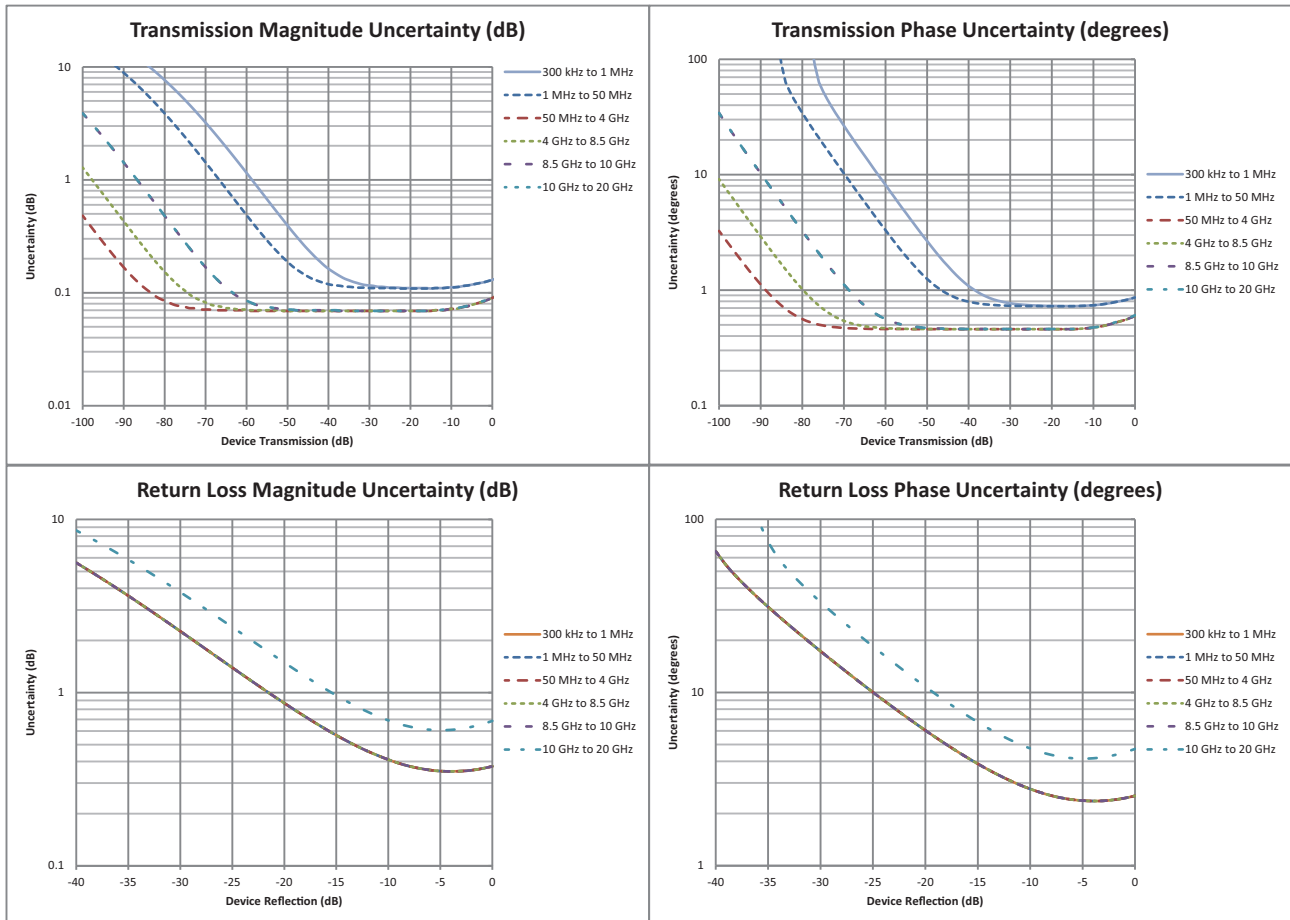 Transmission Magnitude Uncertainty (dB)
10
1
0.1
0.01
Uncertainty (dB)
-100 -90 -80 -70 -60 -50 -40 -30 -20 -10 0
Device Transmission (dB)
300 kHz to 1 MHz
1 MHz to 50 MHz
50 MHz to 4 GHz
4 GHz to 8.5 GHz
8.5 GHz to 10 GHz
10 GHz to 20 GHz
Transmission Phase Uncertainty (degrees)
100
10
1
0.1
Uncertainty (degrees)
-100 -90 -80 -70 -60 -50 -40 -30 -20 -10 0
Device Transmission (dB)
300 kHz to 1 MHz
1 MHz to 50 MHz
50 MHz to 4 GHz
4 GHz to 8.5 GHz
8.5 GHz to 10 GHz
10 GHz to 20 GHz
Return Loss Magnitude Uncertainty (dB)
10
1
0.1
Uncertainty (dB)
-40 -35 -30 -25 -20 -15 -10 -5 0
Device Reflection (dB)
300 kHz to 1 MHz
1 MHz to 50 MHz
50 MHz to 4 GHz
4 GHz to 8.5 GHz
8.5 GHz to 10 GHz
10 GHz to 20 GHz
Return Loss Phase Uncertainty (degrees)
100
10
1
Uncertainty (degrees)
-40 -35 -30 -25 -20 -15 -10 -5 0
Device Reflection (dB)
300 kHz to 1 MHz
1 MHz to 50 MHz
50 MHz to 4 GHz
4 GHz to 8.5 GHz
8.5 GHz to 10 GHz
10 GHz to 20 GHz